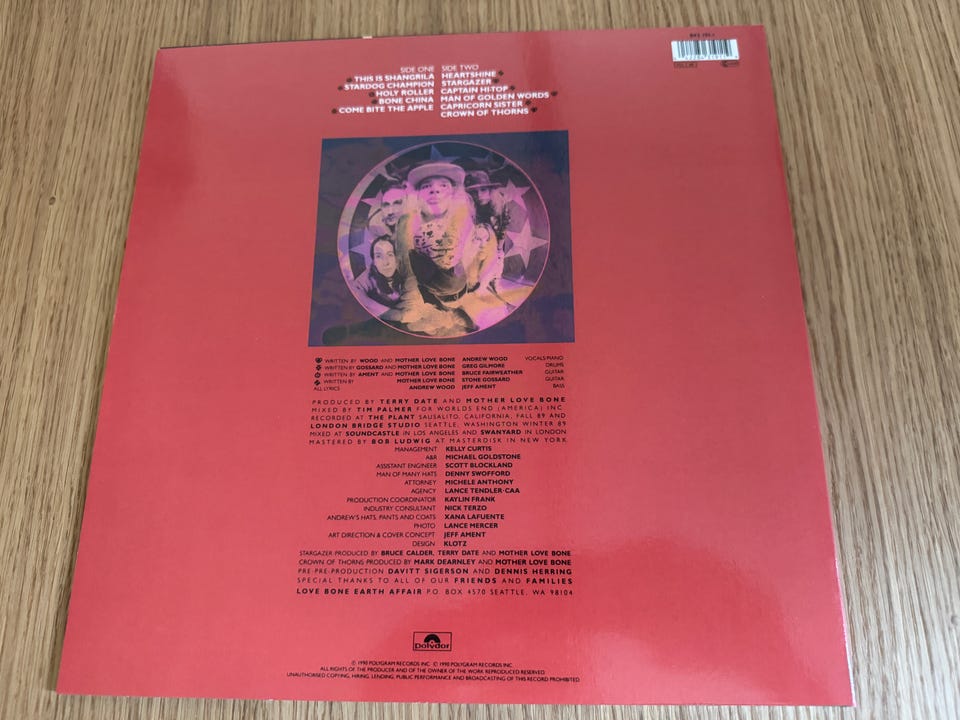 SIDE ONE
THIS IS SHANGRILA
STARDOG CHAMPION
HOLY ROLLER
BONE CHINA
COME BITE THE APPLE
SIDE TWO
HEARTSHINE
STARGAZER
CAPTAIN HI-TOP
MAN OF GOLDEN WORDS
CAPRICORN SISTER
CROWN OF THORNS
WRITTEN BY WOOD AND MOTHER LOVE BONE
WRITTEN BY GOSSARD AND MOTHER LOVE BONE
WRITTEN BY AMENT AND MOTHER LOVE BONE
WRITTEN BY MOTHER LOVE BONE
ALL LYRICS ANDREW WOOD
ANDREW WOOD VOCALS/PIANO
GREG GILMORE DRUMS
BRUCE FAIRWEATHER GUITAR
STONE GOSSARD GUITAR
JEFF AMENT BASS
PRODUCED BY TERRY DATE AND MOTHER LOVE BONE
MIXED BY TIM PALMER FOR WORLDS END (AMERICA) INC
RECORDED AT THE PLANT SAUSALITO, CALIFORNIA, FALL 89 AND
LONDON BRIDGE STUDIO SEATTLE, WASHINGTON WINTER 89
MIXED AT SOUNDCASTLE IN LOS ANGELES AND SWANYARD IN LONDON
MASTERED BY BOB LUDWIG AT MASTERDISK IN NEW YORK
MANAGEMENT KELLY CURTIS
A&R MICHAEL GOLDSTONE
ASSISTANT ENGINEER SCOTT BLOCKLAND
MAN OF MANY HATS DENNY SWOFFORD
ATTORNEY MICHELE ANTHONY
AGENCY LANCE TENDLER-CAA
PRODUCTION COORDINATOR KAYLIN FRANK
INDUSTRY CONSULTANT NICK TERZO
ANDREW'S HATS, PANTS AND COATS XANA LAFUENTE
PHOTO LANCE MERCER
ART DIRECTION & COVER CONCEPT JEFF AMENT
DESIGN KLOTZ
STARGAZER PRODUCED BY BRUCE CALDER, TERRY DATE AND MOTHER LOVE BONE
CROWN OF THORNS PRODUCED BY MARK DEARNLEY AND MOTHER LOVE BONE
PRE-PRE-PRODUCTION DAVITT SIGERSON AND DENNIS HERRING
SPECIAL THANKS TO ALL OF OUR FRIENDS AND FAMILIES
LOVE BONE EARTH AFFAIR P.O. BOX 4570 SEATTLE, WA 98104
polydor
℗ 1990 POLYGRAM RECORDS INC. © 1990 POLYGRAM RECORDS INC.
ALL RIGHTS OF THE PRODUCER AND OF THE OWNER OF THE WORK REPRODUCED RESERVED
UNAUTHORISED COPYING, HIRING, LENDING, PUBLIC PERFORMANCE AND BROADCASTING OF THIS RECORD PROHIBITED